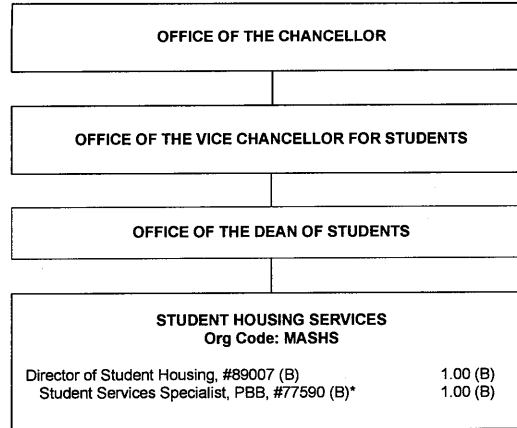 OFFICE OF THE CHANCELLOR
OFFICE OF THE VICE CHANCELLOR FOR STUDENTS
OFFICE OF THE DEAN OF STUDENTS
STUDENT HOUSING SERVICES
Org Code: MASHS
Director of Student Housing, #89007 (B) 1.00 (B)
Student Services Specialist, PBB, #77590 (B)* 1.00 (B)